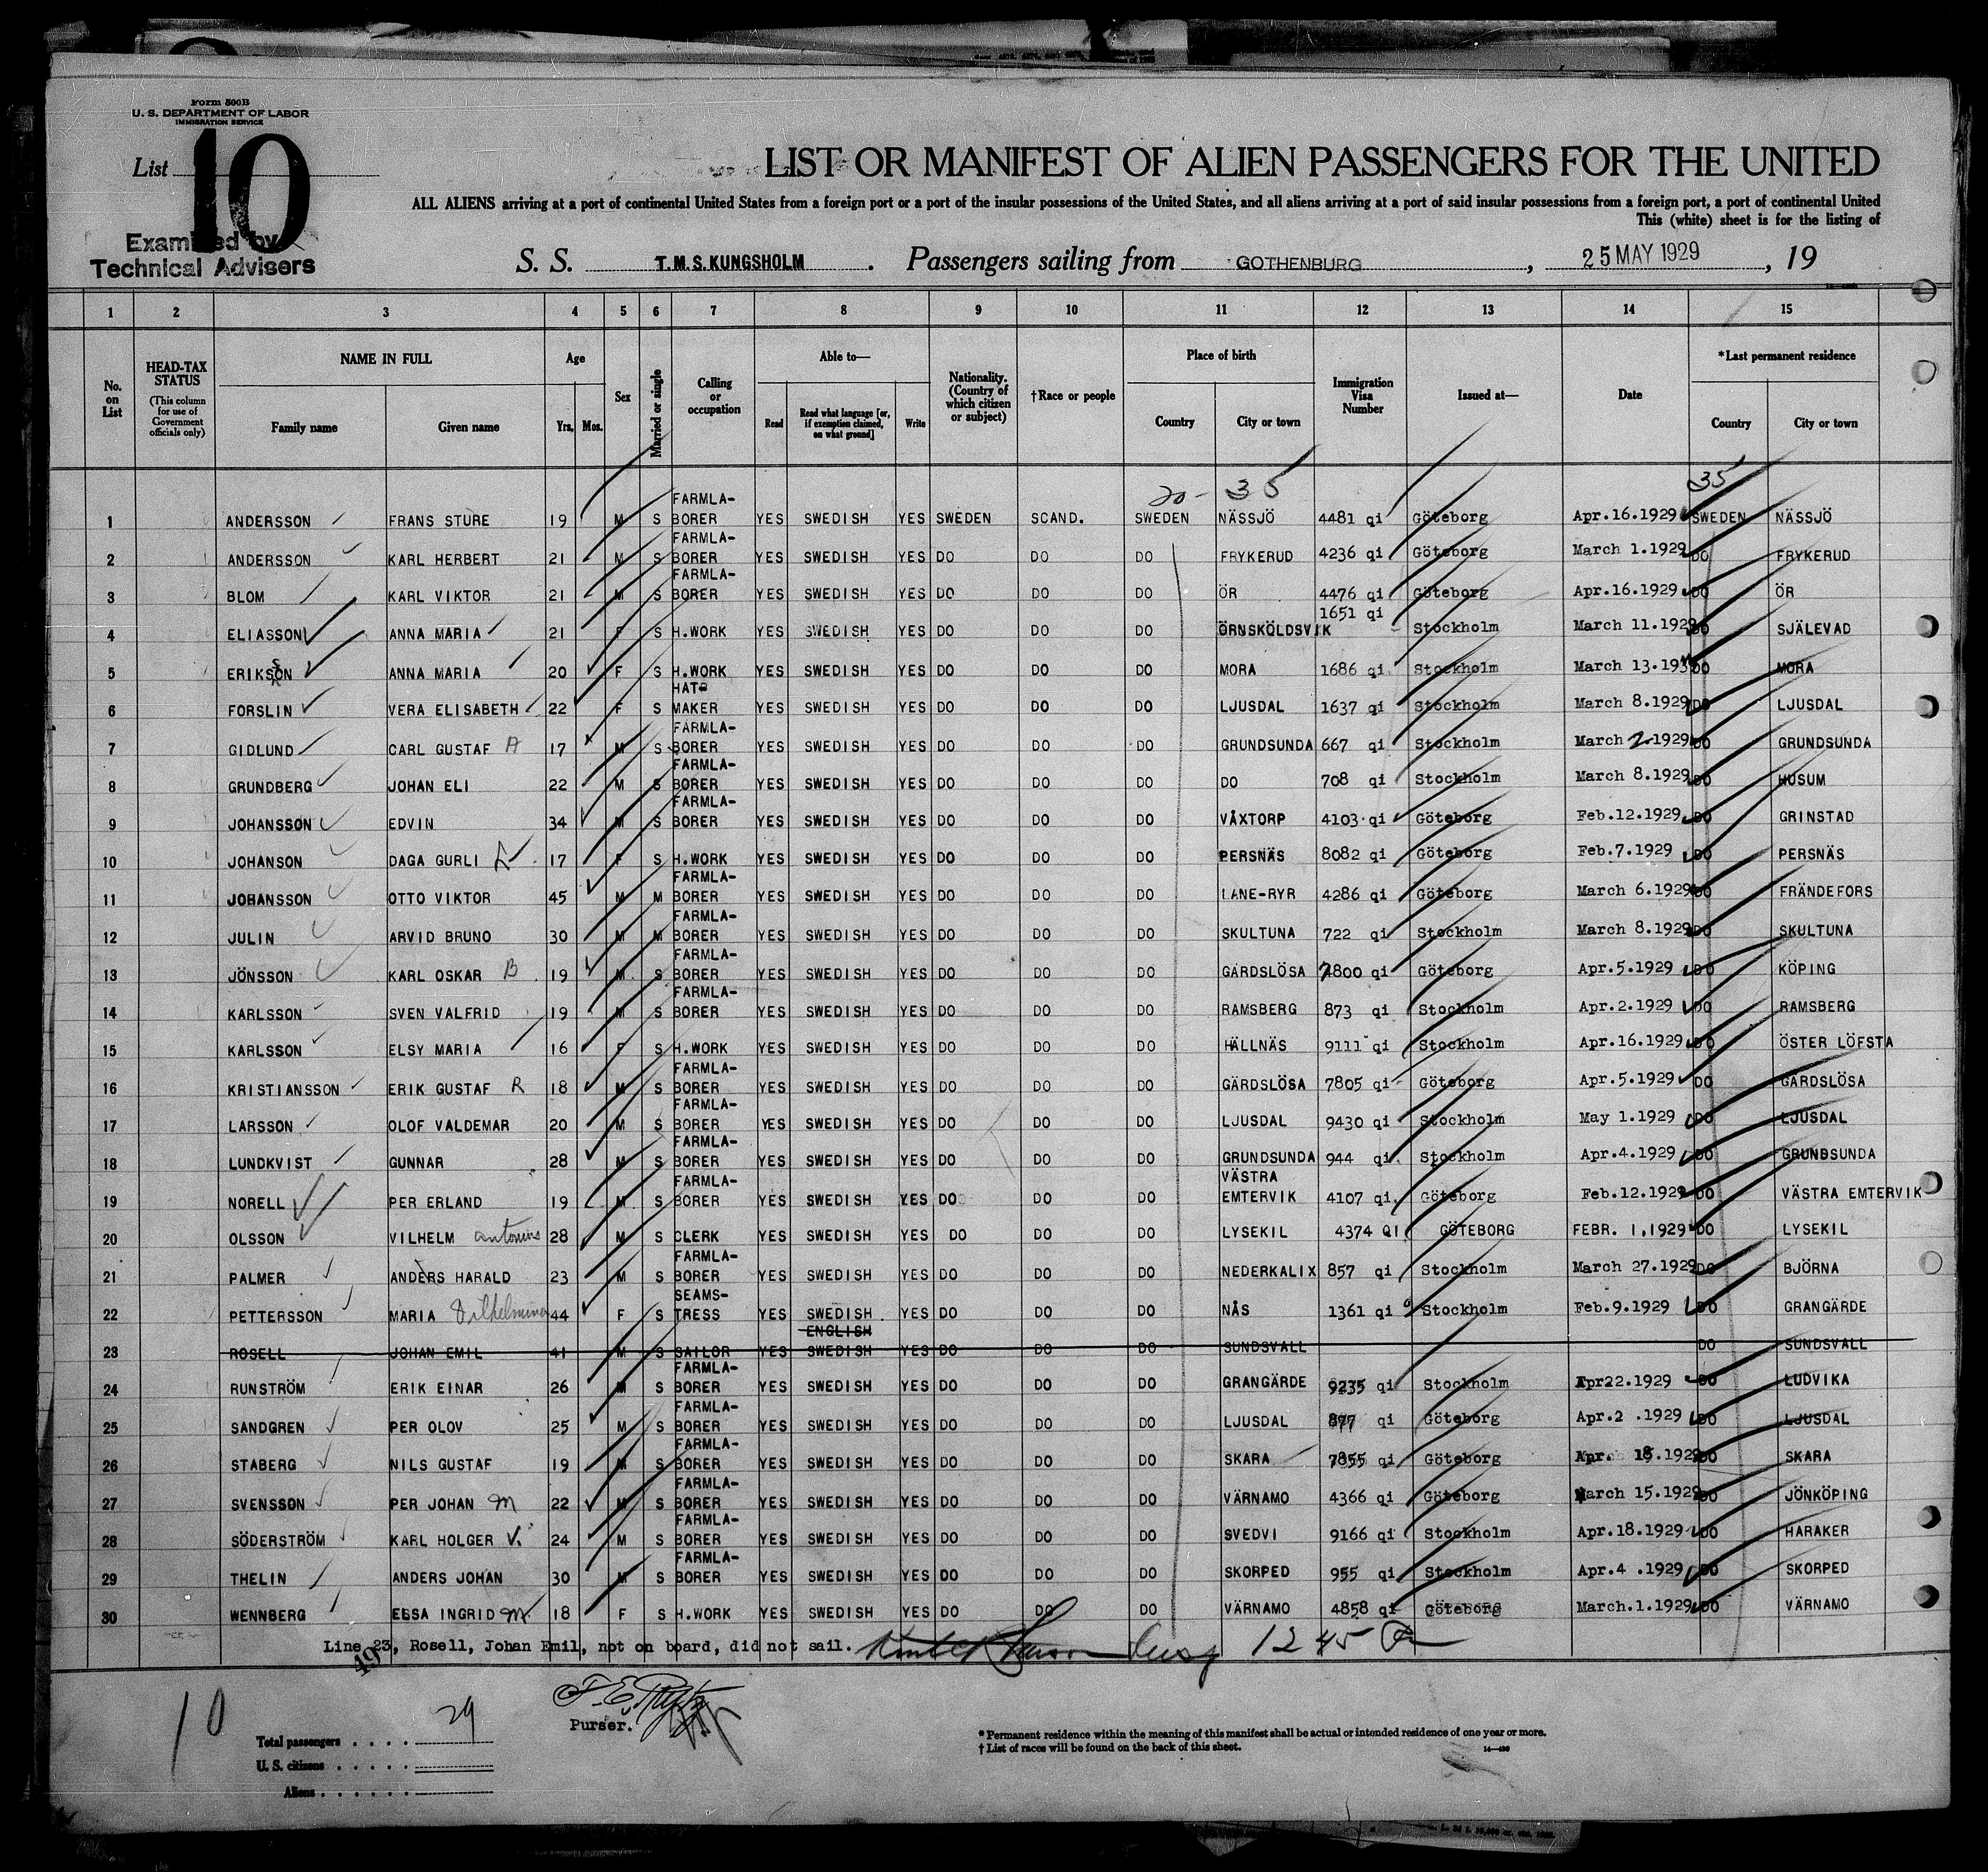 Form 500B
U. S. DEPARTMENT OF LABOR
IMMIGRATION SERVICE
List 10
Examined by
Technical Advisers
LIST OR MANIFEST OF ALIEN PASSENGERS FOR THE UNITED
ALL ALIENS arriving at a port of continental United States from a foreign port or a port of the insular possessions of the United States, and all aliens arriving at a port of said insular possessions from a foreign port, a port of continental United
This (white) sheet is for the listing of
S. S. T.M.S.KUNGSHOLM . Passengers sailing from GOTHENBURG , 25 MAY 1929 , 19
1 2 3 4 5 6 7 8 9 10 11 12 13 14 15
No. on List
HEAD-TAX STATUS (This column for use of Government officials only)
NAME IN FULL Family name Given name
Age Yrs. Mos.
Sex
Married or single
Calling or occupation
Able to— Read Read what language [or, if exemption claimed, on what ground] Write
Nationality. (Country of which citizen or subject)
†Race or people
Place of birth Country City or town
Immigration Visa Number
Issued at—
Date
*Last permanent residence Country City or town
20- 35 35
1 ANDERSSON FRANS STURE 19 M S FARMLA-BORER YES SWEDISH YES SWEDEN SCAND. SWEDEN NÄSSJÖ 4481 qi Göteborg Apr.16.1929 SWEDEN NÄSSJÖ
2 ANDERSSON KARL HERBERT 21 M S FARMLA-BORER YES SWEDISH YES DO DO DO FRYKERUD 4236 qi Göteborg March 1.1929 DO FRYKERUD
3 BLOM KARL VIKTOR 21 M S FARMLA-BORER YES SWEDISH YES DO DO DO ÖR 4476 qi Göteborg Apr.16.1929 DO ÖR
4 ELIASSON ANNA MARIA 21 F S H.WORK YES SWEDISH YES DO DO DO ÖRNSKÖLDSVIK 1651 qi Stockholm March 11.1929 DO SJÄLEVAD
5 ERIKSON S ANNA MARIA 20 F S H.WORK YES SWEDISH YES DO DO DO MORA 1686 qi Stockholm March 13.19 DO MORA
6 FORSLIN VERA ELISABETH 22 F S HAT-MAKER YES SWEDISH YES DO DO DO LJUSDAL 1637 qi Stockholm March 8.1929 DO LJUSDAL
7 GIDLUND CARL GUSTAF A 17 M S FARMLA-BORER YES SWEDISH YES DO DO DO GRUNDSUNDA 667 qi Stockholm March 2.1929 DO GRUNDSUNDA
8 GRUNDBERG JOHAN ELI 22 M S FARMLA-BORER YES SWEDISH YES DO DO DO DO 708 qi Stockholm March 8.1929 DO HUSUM
9 JOHANSSON EDVIN 34 M S FARMLA-BORER YES SWEDISH YES DO DO DO VÅXTORP 4103 qi Göteborg Feb.12.1929 DO GRINSTAD
10 JOHANSON DAGA GURLI 17 F S H.WORK YES SWEDISH YES DO DO DO PERSNÄS 8082 qi Göteborg Feb.7.1929 DO PERSNÄS
11 JOHANSSON OTTO VIKTOR 45 M M FARMLA-BORER YES SWEDISH YES DO DO DO LANE-RYR 4286 qi Göteborg March 6.1929 DO FRÄNDEFORS
12 JULIN ARVID BRUNO 30 M M FARMLA-BORER YES SWEDISH YES DO DO DO SKULTUNA 722 qi Stockholm March 8.1929 DO SKULTUNA
13 JÖNSSON KARL OSKAR B 19 M S FARMLA-BORER YES SWEDISH YES DO DO DO GÄRDSLÖSA 7800 qi Göteborg Apr.5.1929 DO KÖPING
14 KARLSSON SVEN VALFRID 19 M S FARMLA-BORER YES SWEDISH YES DO DO DO RAMSBERG 873 qi Stockholm Apr.2.1929 DO RAMSBERG
15 KARLSSON ELSY MARIA 16 F S H.WORK YES SWEDISH YES DO DO DO HÄLLNÄS 9111 qi Stockholm Apr.16.1929 DO ÖSTER LÖFSTA
16 KRISTIANSSON ERIK GUSTAF R 18 M S FARMLA-BORER YES SWEDISH YES DO DO DO GÄRDSLÖSA 7805 qi Göteborg Apr.5.1929 DO GÄRDSLÖSA
17 LARSSON OLOF VALDEMAR 20 M S FARMLA-BORER YES SWEDISH YES DO DO DO LJUSDAL 9430 qi Stockholm May 1.1929 DO LJUSDAL
18 LUNDKVIST GUNNAR 28 M S FARMLA-BORER YES SWEDISH YES DO DO DO GRUNDSUNDA 944 qi Stockholm Apr.4.1929 DO GRUNDSUNDA
19 NORELL PER ERLAND 19 M S FARMLA-BORER YES SWEDISH YES DO DO DO VÄSTRA EMTERVIK 4107 qi Göteborg Feb.12.1929 DO VÄSTRA EMTERVIK
20 OLSSON VILHELM antonius 28 M S CLERK YES SWEDISH YES DO DO DO LYSEKIL 4374 QI GÖTEBORG FEBR. 1.1929 DO LYSEKIL
21 PALMER ANDERS HARALD 23 M S FARMLA-BORER YES SWEDISH YES DO DO DO NEDERKALIX 857 qi Stockholm March 27.1929 DO BJÖRNA
22 PETTERSSON MARIA Vilhelmina 44 F S SEAMS-TRESS YES SWEDISH YES DO DO DO NÅS 1361 qi Stockholm Feb.9.1929 DO GRANGÄRDE
23 ROSELL JOHAN EMIL 41 M S SAILOR YES ENGLISH SWEDISH YES DO DO DO SUNDSVALL DO SUNDSVALL
24 RUNSTRÖM ERIK EINAR 26 M S FARMLA-BORER YES SWEDISH YES DO DO DO GRANGÄRDE 9235 qi Stockholm Apr22.1929 DO LUDVIKA
25 SANDGREN PER OLOV 25 M S FARMLA-BORER YES SWEDISH YES DO DO DO LJUSDAL 877 qi Göteborg Apr.2 .1929 DO LJUSDAL
26 STABERG NILS GUSTAF 19 M S FARMLA-BORER YES SWEDISH YES DO DO DO SKARA 7855 qi Göteborg Apr. 18.1929 DO SKARA
27 SVENSSON PER JOHAN M 22 M S FARMLA-BORER YES SWEDISH YES DO DO DO VÄRNAMO 4366 qi Göteborg March 15.1929 DO JÖNKÖPING
28 SÖDERSTRÖM KARL HOLGER V. 24 M S FARMLA-BORER YES SWEDISH YES DO DO DO SVEDVI 9166 qi Stockholm Apr.18.1929 DO HARAKER
29 THELIN ANDERS JOHAN 30 M S FARMLA-BORER YES SWEDISH YES DO DO DO SKORPED 955 qi Stockholm Apr.4 .1929 DO SKORPED
30 WENNBERG ELSA INGRID M. 18 F S H.WORK YES SWEDISH YES DO DO DO VÄRNAMO 4858 qi Göteborg March.1.1929 DO VÄRNAMO
Line 23, Rosell, Johan Emil, not on board, did not sail. Insp 1245
49
10
Purser.
Total passengers . . . . 29
U. S. citizens . . . . .
Aliens . . . . . .
* Permanent residence within the meaning of this manifest shall be actual or intended residence of one year or more.
† List of races will be found on the back of this sheet.